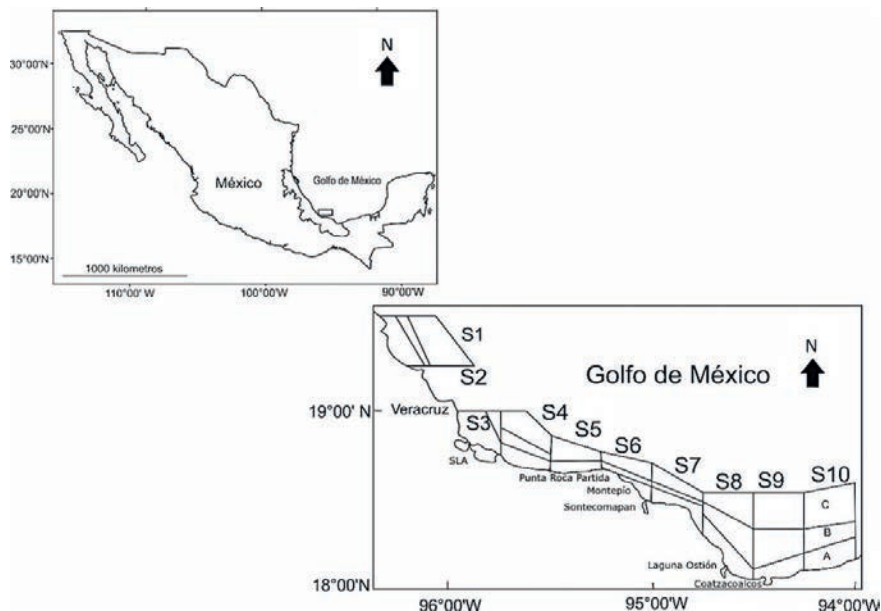 N
30°00'N
25°00'N
México
Golfo de México
20°00'N
15°00'N
1000 kilometros
110°00'W
100°00'W
90°00'W
S1
N
S2
Golfo de México
19°00' N
Veracruz
S3
S4
S5
S6
S7
S8
S9
S10
SLA
Punta Roca Partida
Montepío
Sontecomapan
C
B
A
Laguna Ostión
Coatzacoalcos
18°00'N
96°00'W
95°00'W
94°00'W